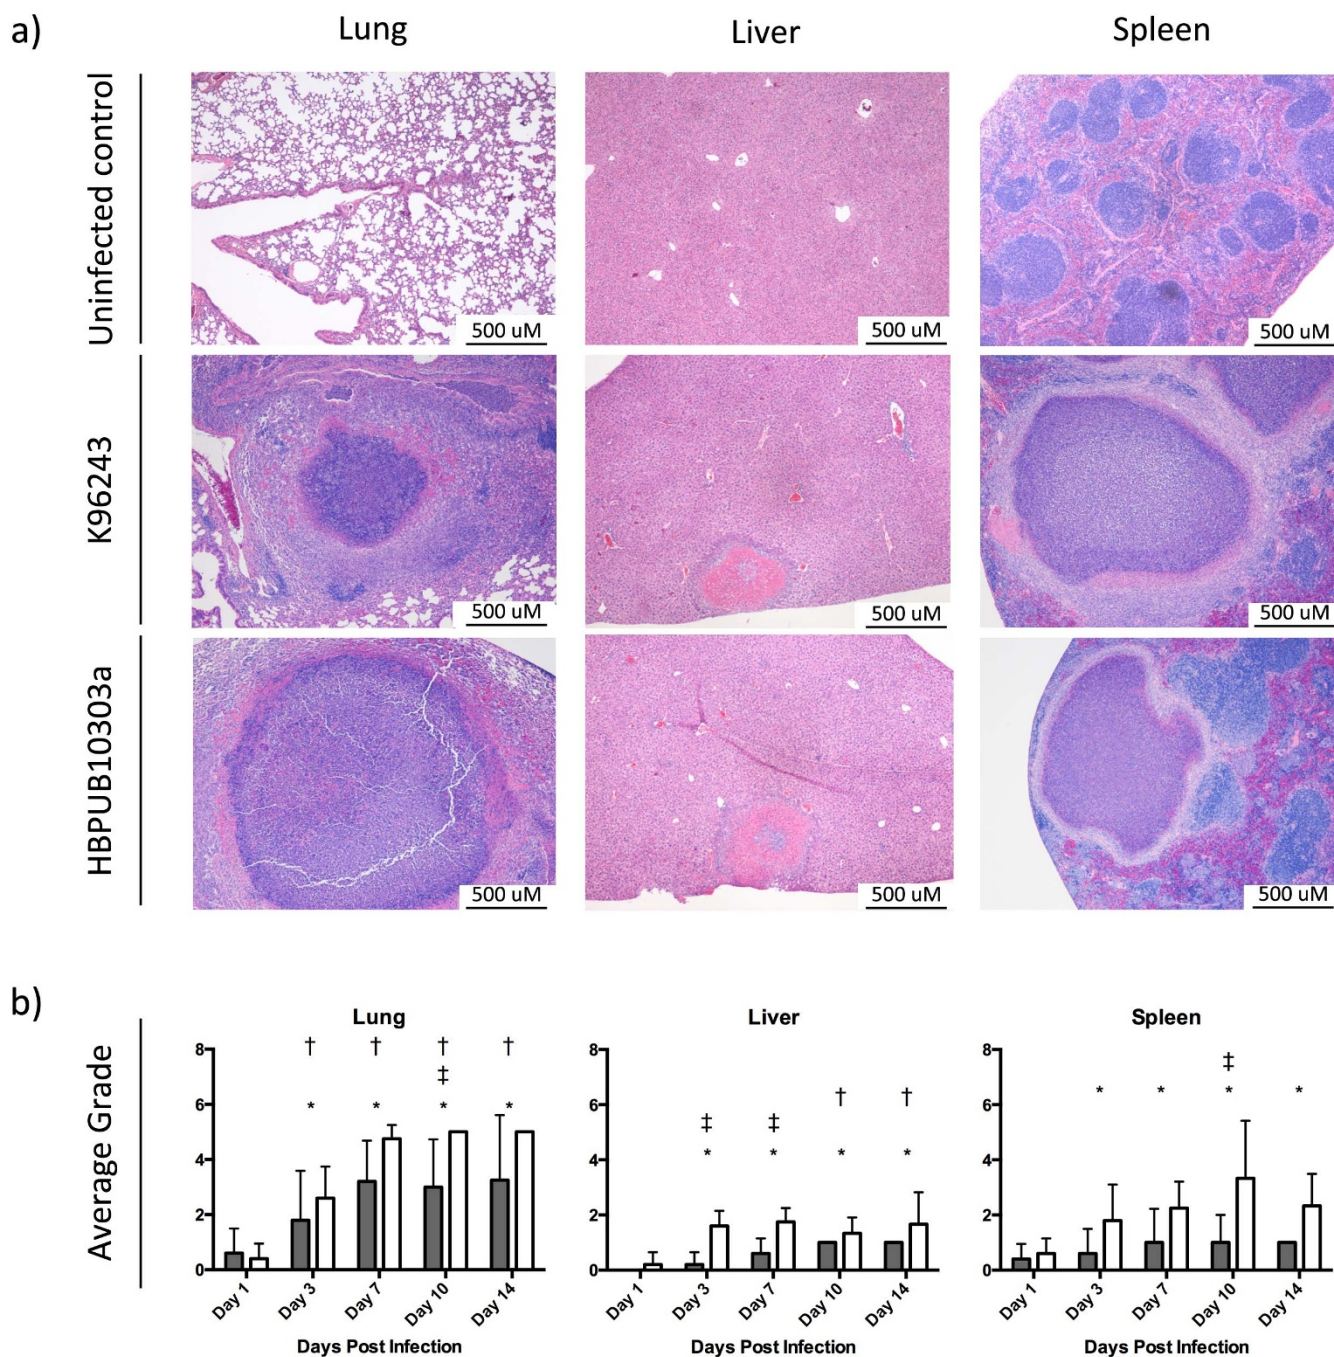 a)
Lung Liver Spleen
Uninfected control
500 uM 500 uM 500 uM
K96243
500 uM 500 uM 500 uM
HBPUB10303a
500 uM 500 uM 500 uM
b)
Average Grade
Lung
8
6
4
2
0
† † † †
‡
* * * *
Day 1 Day 3 Day 7 Day 10 Day 14
Days Post Infection
Liver
8
6
4
2
0
† †
‡ ‡
* * * *
Day 1 Day 3 Day 7 Day 10 Day 14
Days Post Infection
Spleen
8
6
4
2
0
‡
* * * *
Day 1 Day 3 Day 7 Day 10 Day 14
Days Post Infection